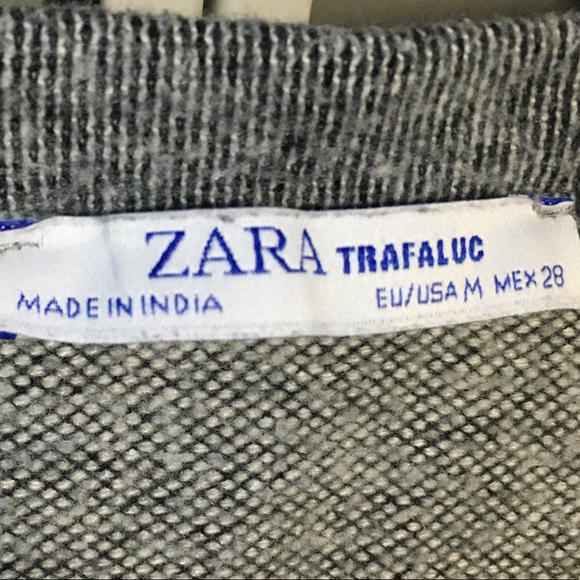 ZARA TRAFALUC
MADE IN INDIA EU/USA M MEX 28